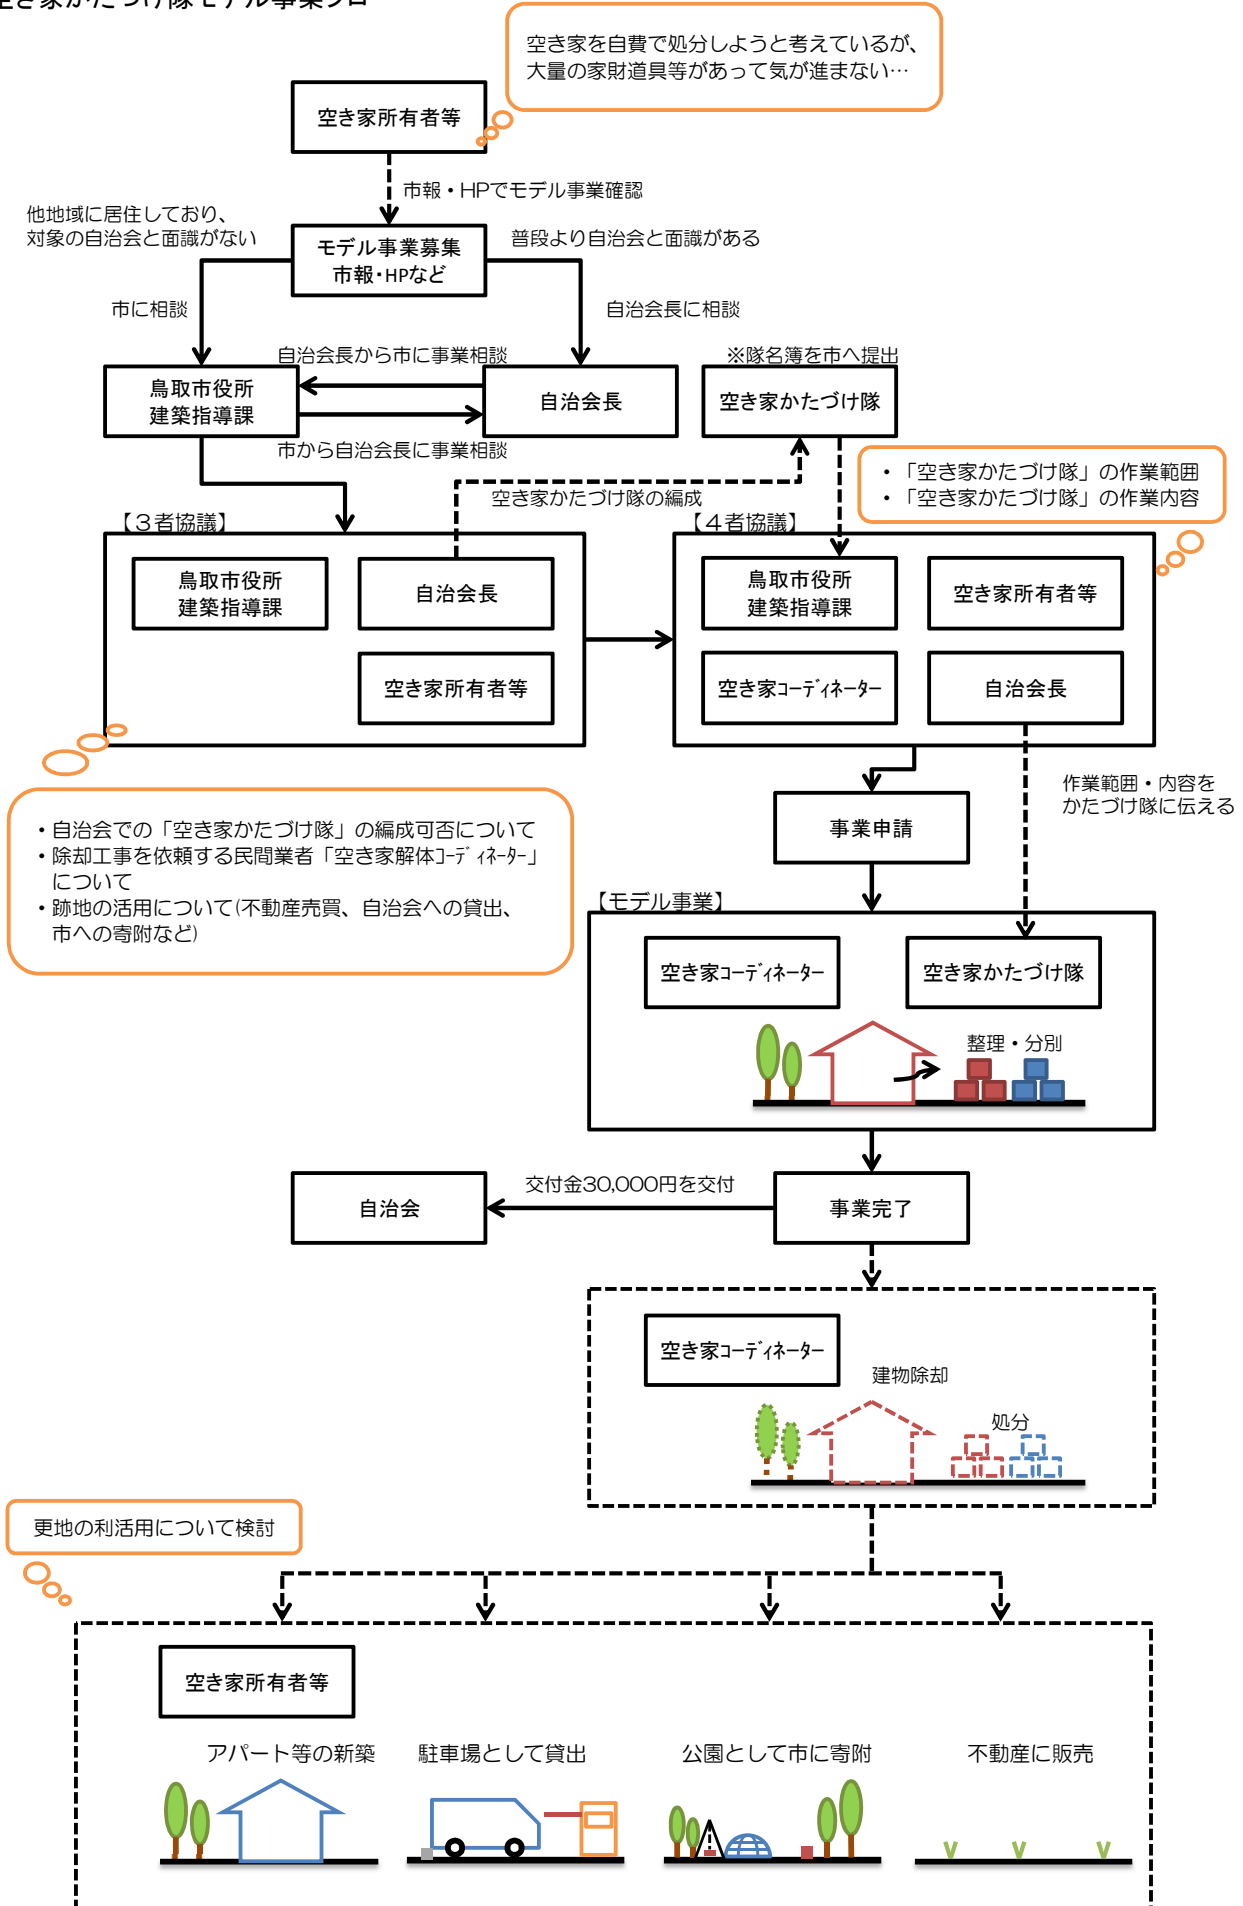 空き家かたづけ隊モデル事業フロー
空き家を自費で処分しようと考えているが、
大量の家財道具等があって気が進まない…
空き家所有者等
市報・HPでモデル事業確認
他地域に居住しており、
対象の自治会と面識がない
モデル事業募集
市報・HPなど
普段より自治会と面識がある
市に相談
自治会長に相談
自治会長から市に事業相談
※隊名簿を市へ提出
鳥取市役所
建築指導課
自治会長
空き家かたづけ隊
市から自治会長に事業相談
・「空き家かたづけ隊」の作業範囲
・「空き家かたづけ隊」の作業内容
空き家かたづけ隊の編成
【３者協議】
【４者協議】
鳥取市役所
建築指導課
自治会長
空き家所有者等
鳥取市役所
建築指導課
空き家所有者等
空き家ｺｰﾃﾞｨﾈｰﾀｰ
自治会長
作業範囲・内容を
かたづけ隊に伝える
・自治会での「空き家かたづけ隊」の編成可否について
・除却工事を依頼する民間業者「空き家解体ｺｰﾃﾞｨﾈｰﾀｰ」
について
・跡地の活用について(不動産売買、自治会への貸出、
市への寄附など)
事業申請
【モデル事業】
空き家ｺｰﾃﾞｨﾈｰﾀｰ
空き家かたづけ隊
整理・分別
自治会
交付金30,000円を交付
事業完了
空き家ｺｰﾃﾞｨﾈｰﾀｰ
建物除却
処分
更地の利活用について検討
空き家所有者等
アパート等の新築
駐車場として貸出
公園として市に寄附
不動産に販売